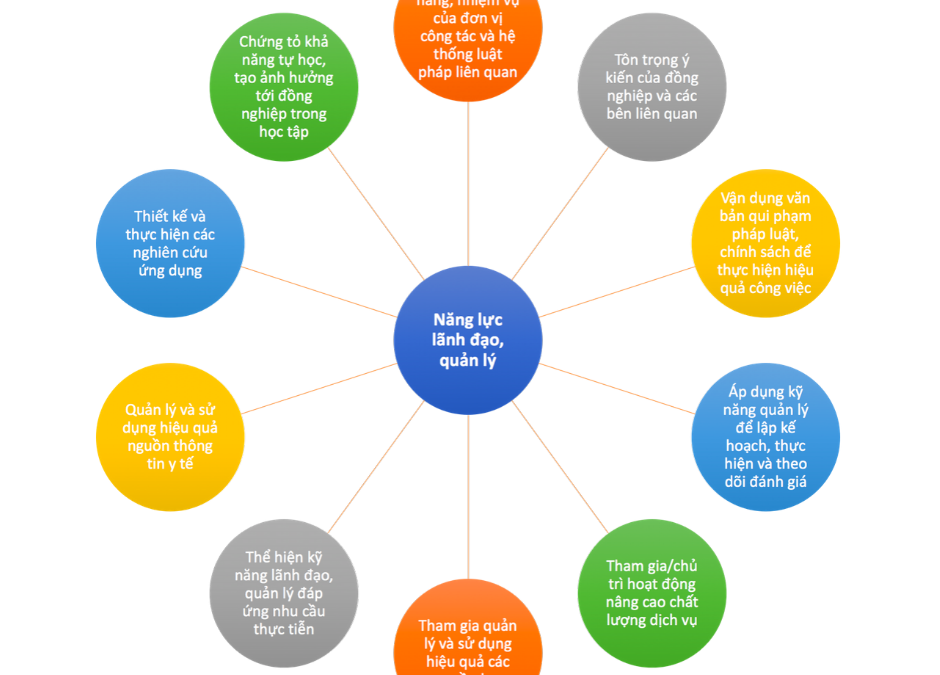 năng, nhiệm vụ
của đơn vị
công tác và hệ
thống luật
pháp liên quan
Tôn trọng ý
kiến của đồng
nghiệp và các
bên liên quan
Vận dụng văn
bản qui phạm
pháp luật,
chính sách để
thực hiện hiệu
quả công việc
Áp dụng kỹ
năng quản lý
để lập kế
hoạch, thực
hiện và theo
dõi đánh giá
Tham gia/chủ
trì hoạt động
nâng cao chất
lượng dịch vụ
Tham gia quản
lý và sử dụng
hiệu quả các
Thể hiện kỹ
năng lãnh đạo,
quản lý đáp
ứng nhu cầu
thực tiễn
Quản lý và sử
dụng hiệu quả
nguồn thông
tin y tế
Thiết kế và
thực hiện các
nghiên cứu
ứng dụng
Chứng tỏ khả
năng tự học,
tạo ảnh hưởng
tới đồng
nghiệp trong
học tập
Năng lực
lãnh đạo,
quản lý